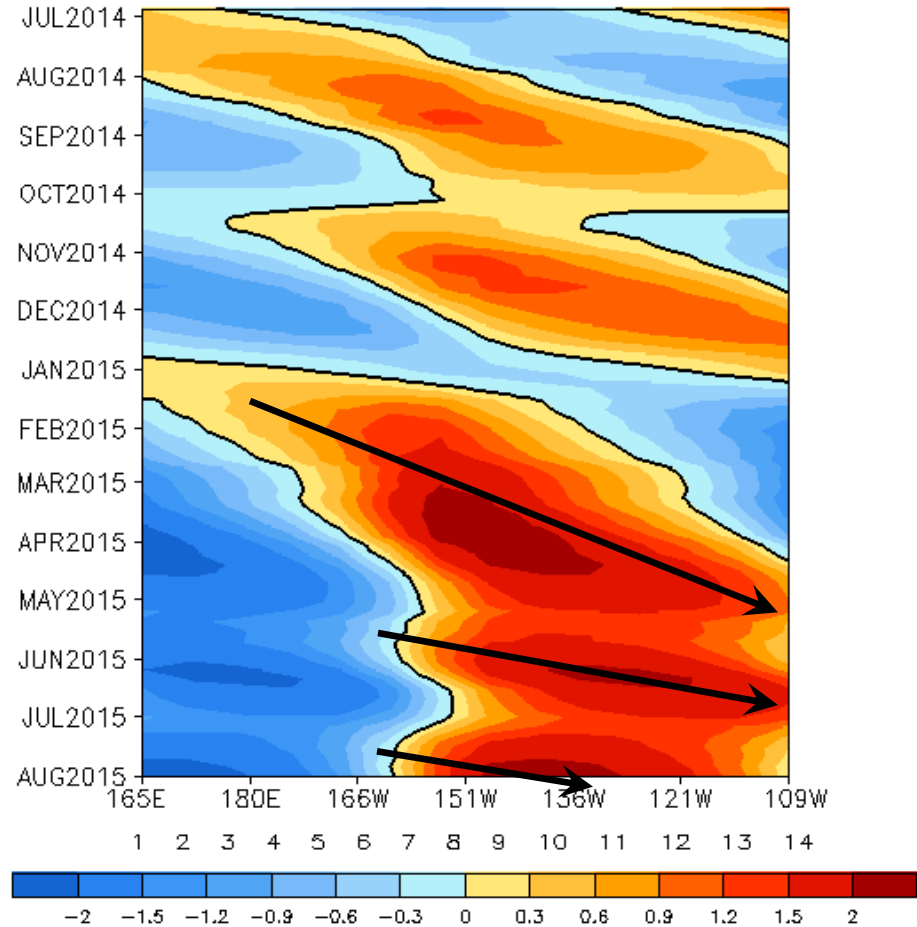 JUL2014
AUG2014
SEP2014
OCT2014
NOV2014
DEC2014
JAN2015
FEB2015
MAR2015
APR2015
MAY2015
JUN2015
JUL2015
AUG2015
165E 180E 166W 151W 136W 121W 109W
1 2 3 4 5 6 7 8 9 10 11 12 13 14
-2 -1.5 -1.2 -0.9 -0.6 -0.3 0 0.3 0.6 0.9 1.2 1.5 2